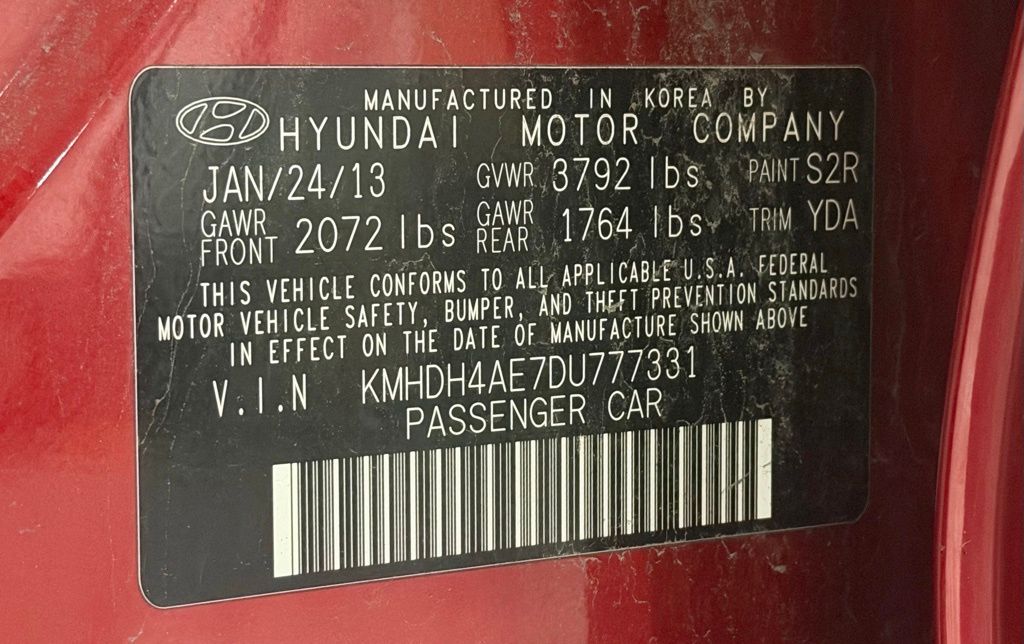 MANUFACTURED IN KOREA BY
HYUNDAI MOTOR COMPANY
JAN/24/13 GVWR 3792 lbs PAINT S2R
GAWR FRONT 2072 lbs GAWR REAR 1764 lbs TRIM YDA
THIS VEHICLE CONFORMS TO ALL APPLICABLE U.S.A. FEDERAL
MOTOR VEHICLE SAFETY, BUMPER, AND THEFT PREVENTION STANDARDS
IN EFFECT ON THE DATE OF MANUFACTURE SHOWN ABOVE
V.I.N KMHDH4AE7DU777331
PASSENGER CAR